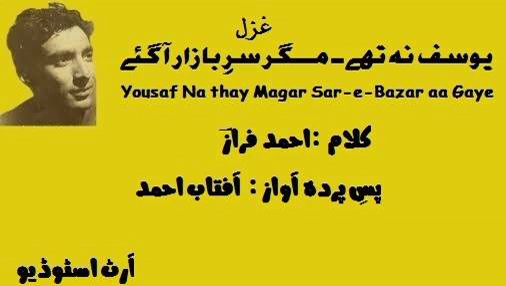 غزل
یوسف نہ تھے۔ مگر سرِ بازار آگئے
Yousaf Na thay Magar Sar-e-Bazar aa Gaye
کلام : احمد فرازؔ
پسِ پردہ آواز : آفتاب احمد
آرٹ اسٹوڈیو